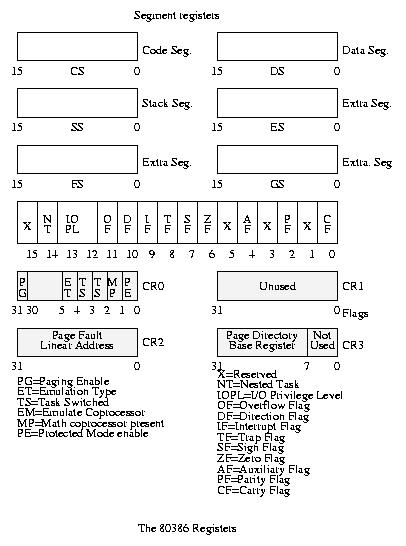 Segment registers
Code Seg. Data Seg.
15 CS 0 15 DS 0
Stack Seg. Extra Seg.
15 SS 0 15 ES 0
Extra Seg. Extra. Seg
15 FS 0 15 GS 0
X NT IOPL OF DF IF TF SF ZF X AF X PF X CF
15 14 13 12 11 10 9 8 7 6 5 4 3 2 1 0
PG ET TS TS MP PE CR0 Unused CR1
31 30 5 4 3 2 1 0 31 0 Flags
Page Fault
Linear Address CR2
Page Directory
Base Register Not
Used CR3
31 0 31 7 0
PG=Paging Enable
ET=Emulation Type
TS=Task Switched
EM=Emulate Coprocessor
MP=Math coprocessor present
PE=Protected Mode enable
X=Reserved
NT=Nested Task
IOPL=I/O Privilege Level
OF=Overflow Flag
DF=Direction Flag
IF=Interrupt Flag
TF=Trap Flag
SF=Sign Flag
ZF=Zero Flag
AF=Auxiliary Flag
PF=Parity Flag
CF=Carry Flag
The 80386 Registers